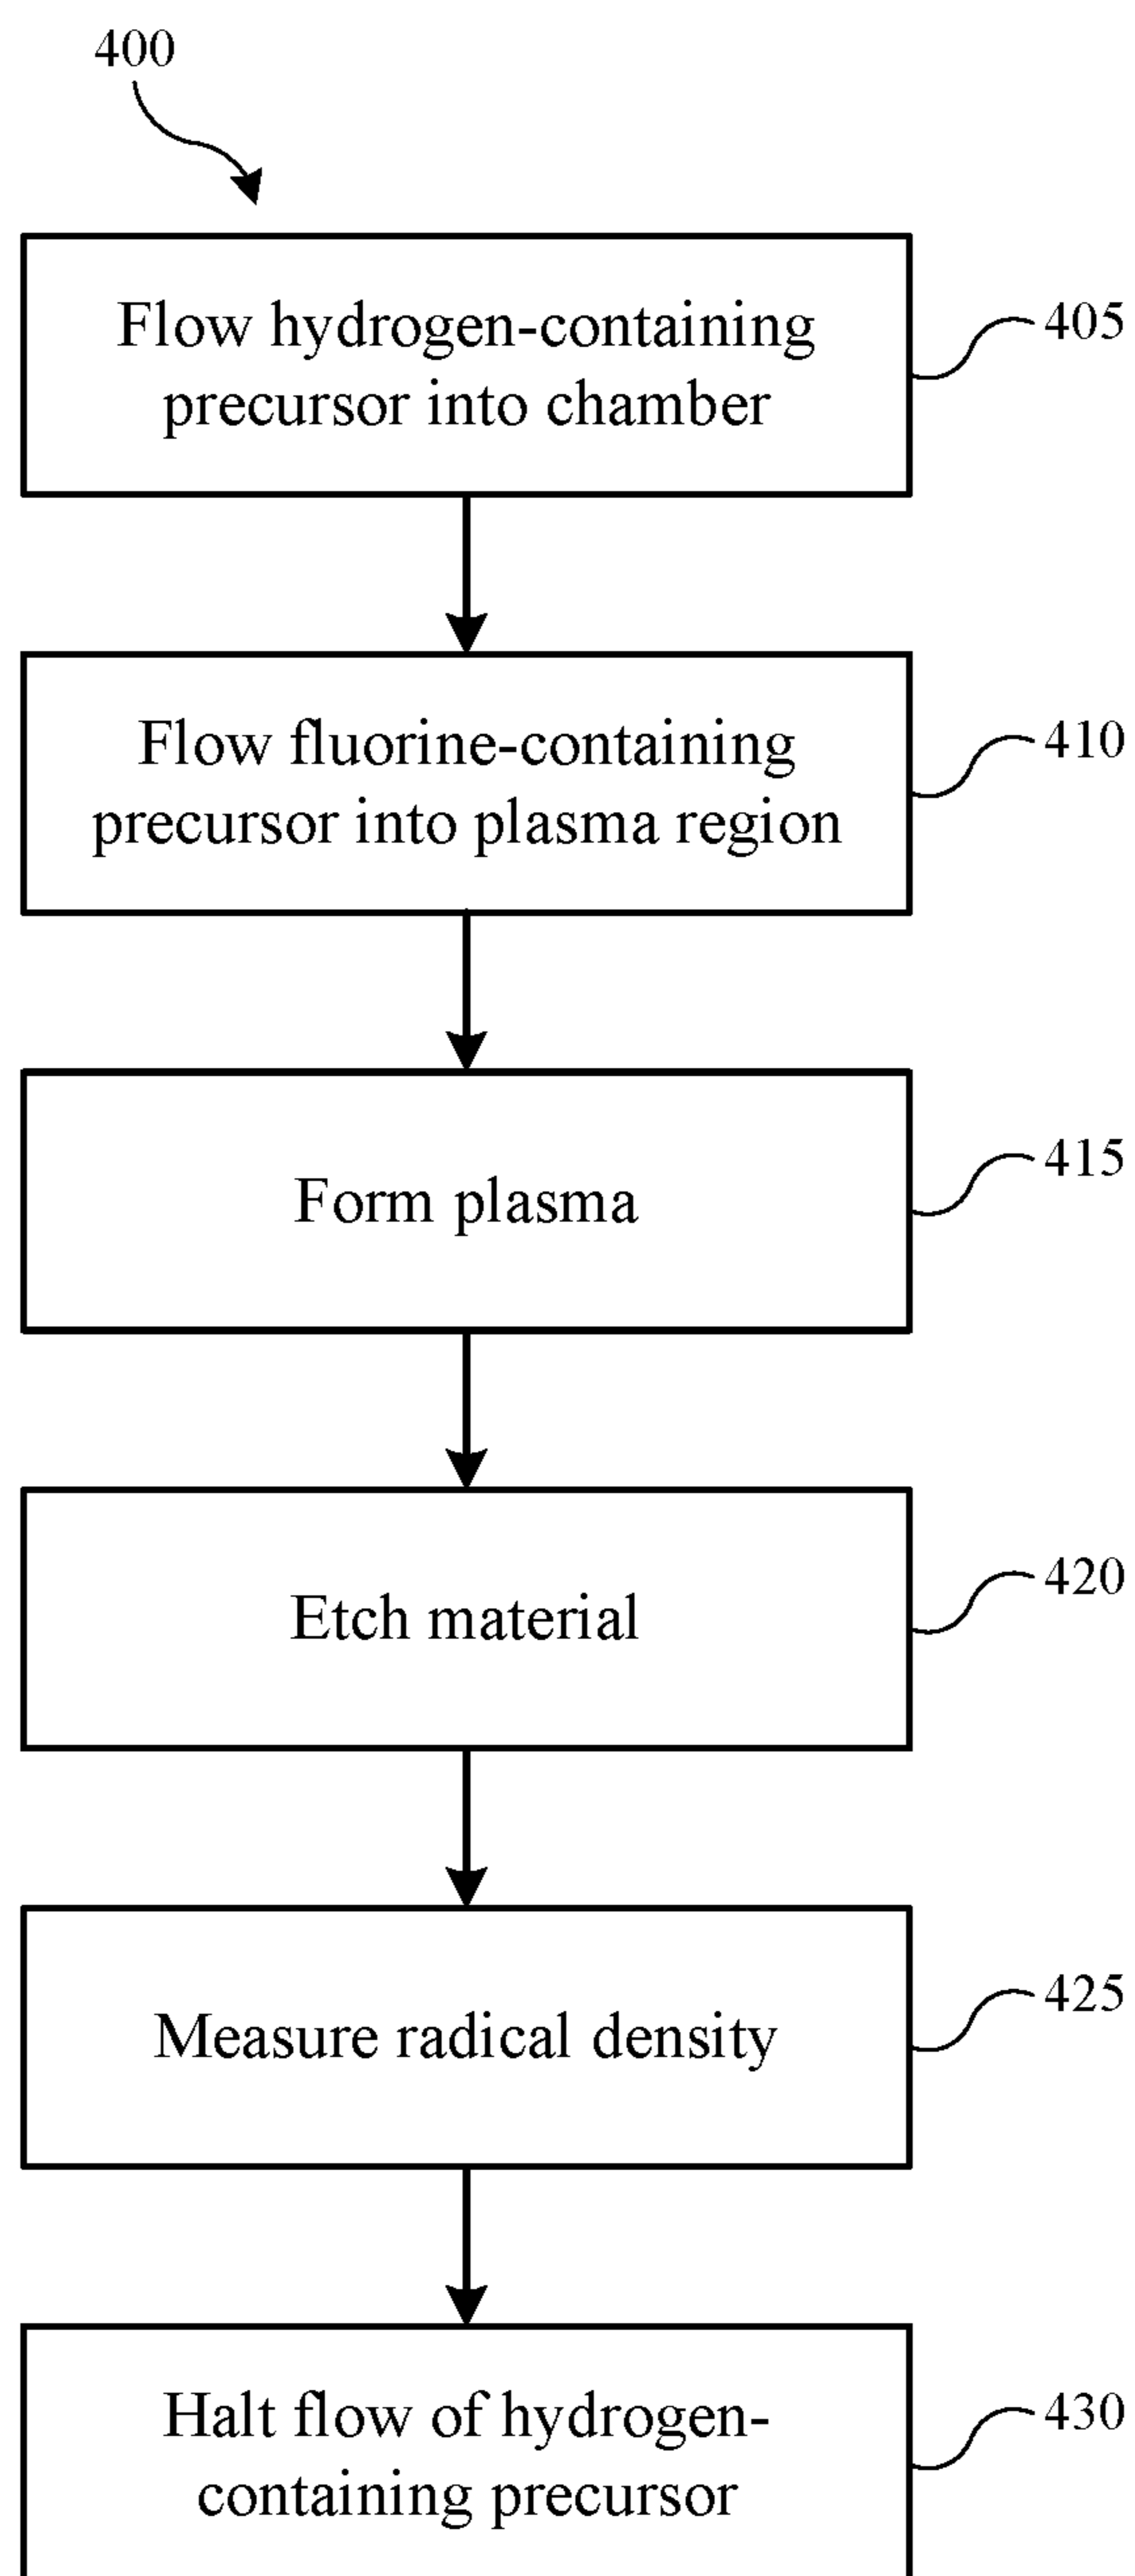 400
Flow hydrogen-containing
precursor into chamber
405
Flow fluorine-containing
precursor into plasma region
410
Form plasma
415
Etch material
420
Measure radical density
425
Halt flow of hydrogen-
containing precursor
430